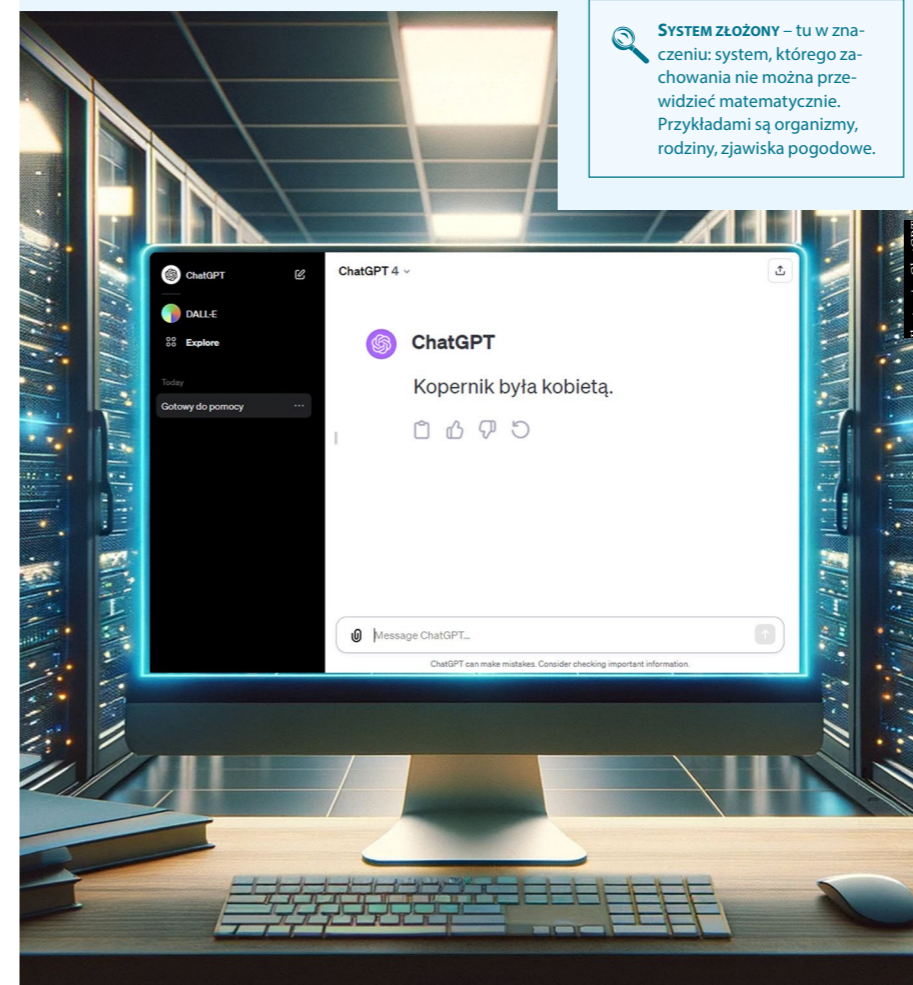 SYSTEM ZŁOŻONY – tu w zna-
czeniu: system, którego za-
chowania nie można prze-
widzieć matematycznie.
Przykładami są organizmy,
rodziny, zjawiska pogodowe.
ChatGPT
DALL·E
Explore
Today
Gotowy do pomocy
ChatGPT 4
ChatGPT
Kopernik była kobietą.
Message ChatGPT...
ChatGPT can make mistakes. Consider checking important information.